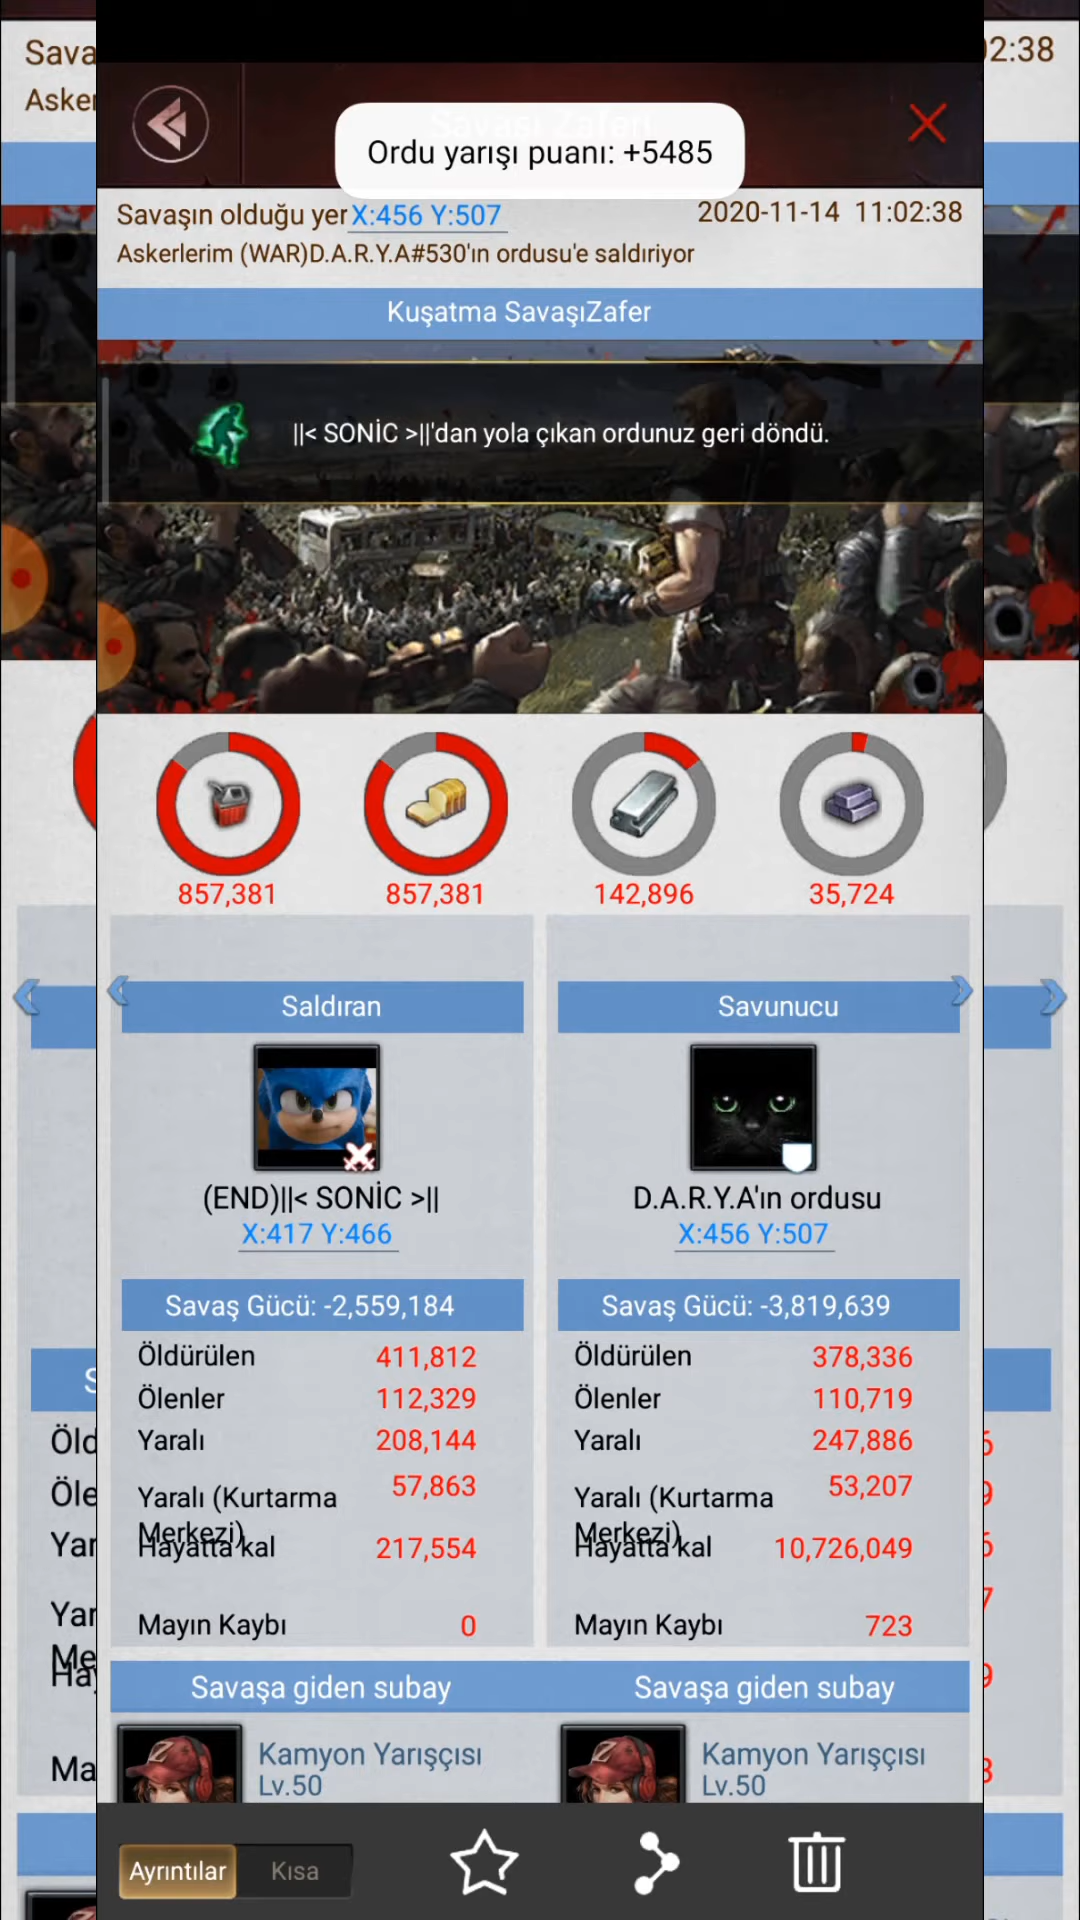 Savaşı Zaferi
Ordu yarışı puanı: +5485
Savaşın olduğu yer X:456 Y:507
2020-11-14 11:02:38
Askerlerim (WAR)D.A.R.Y.A#530'ın ordusu'e saldırıyor
Kuşatma SavaşıZafer
||< SONİC >||'dan yola çıkan ordunuz geri döndü.
857,381 857,381 142,896 35,724
Saldıran
(END)||< SONİC >||
X:417 Y:466
Savaş Gücü: -2,559,184
Öldürülen 411,812
Ölenler 112,329
Yaralı 208,144
Yaralı (Kurtarma 57,863
Merkezi)
Hayatta kal 217,554
Mayın Kaybı 0
Savaşa giden subay
Kamyon Yarışçısı
Lv.50
Savunucu
D.A.R.Y.A'ın ordusu
X:456 Y:507
Savaş Gücü: -3,819,639
Öldürülen 378,336
Ölenler 110,719
Yaralı 247,886
Yaralı (Kurtarma 53,207
Merkezi)
Hayatta kal 10,726,049
Mayın Kaybı 723
Savaşa giden subay
Kamyon Yarışçısı
Lv.50
Ayrıntılar Kısa